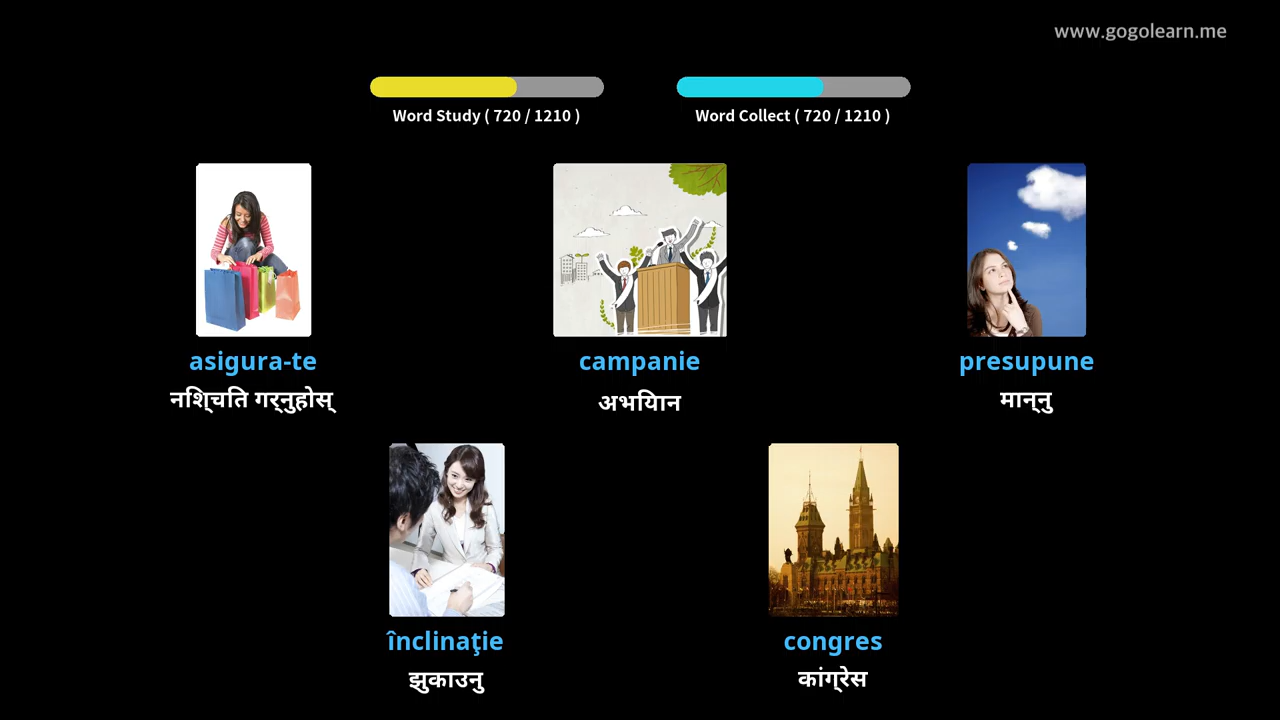 www.gogolearn.me
Word Study ( 720 / 1210 )
Word Collect ( 720 / 1210 )
asigura-te
नश्चिति गर्नुहोस्
campanie
अभयािन
presupune
मान्नु
înclinaţie
झुकाउनु
congres
कांग्रेस